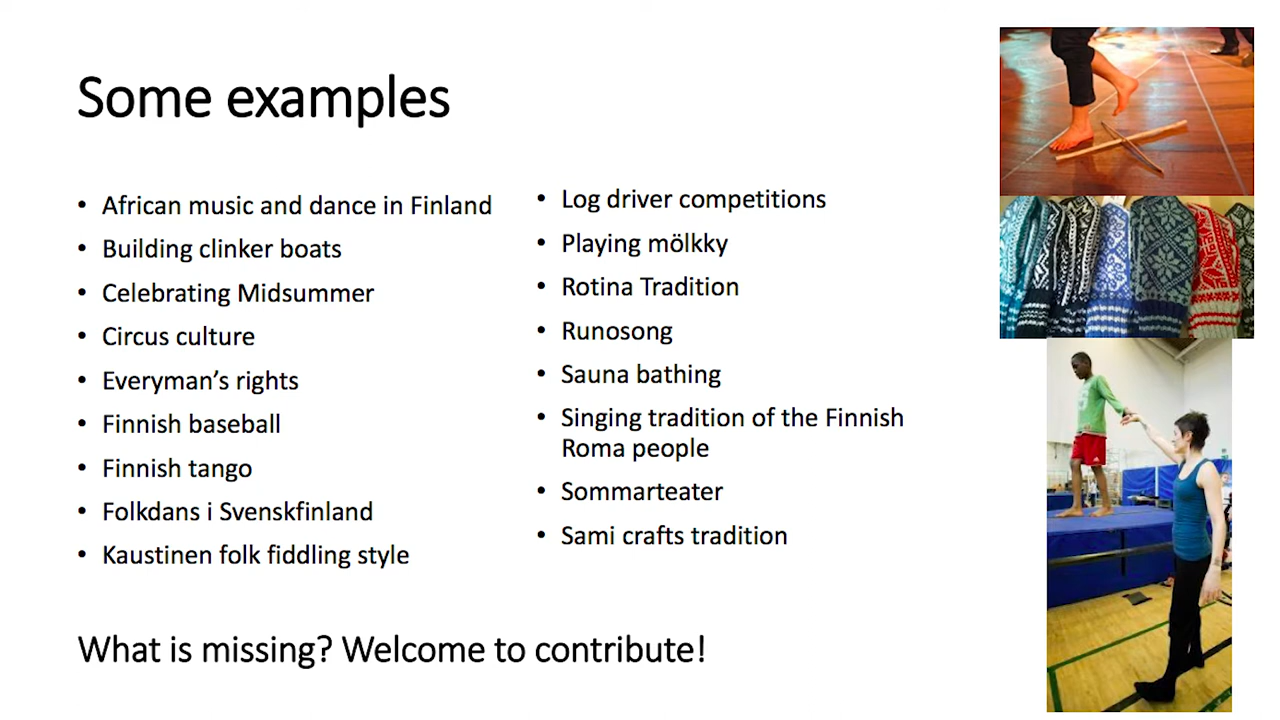 Some examples
• African music and dance in Finland
• Building clinker boats
• Celebrating Midsummer
• Circus culture
• Everyman's rights
• Finnish baseball
• Finnish tango
• Folkdans i Svenskfinland
• Kaustinen folk fiddling style
• Log driver competitions
• Playing mölkky
• Rotina Tradition
• Runosong
• Sauna bathing
• Singing tradition of the Finnish
Roma people
• Sommarteater
• Sami crafts tradition
What is missing? Welcome to contribute!